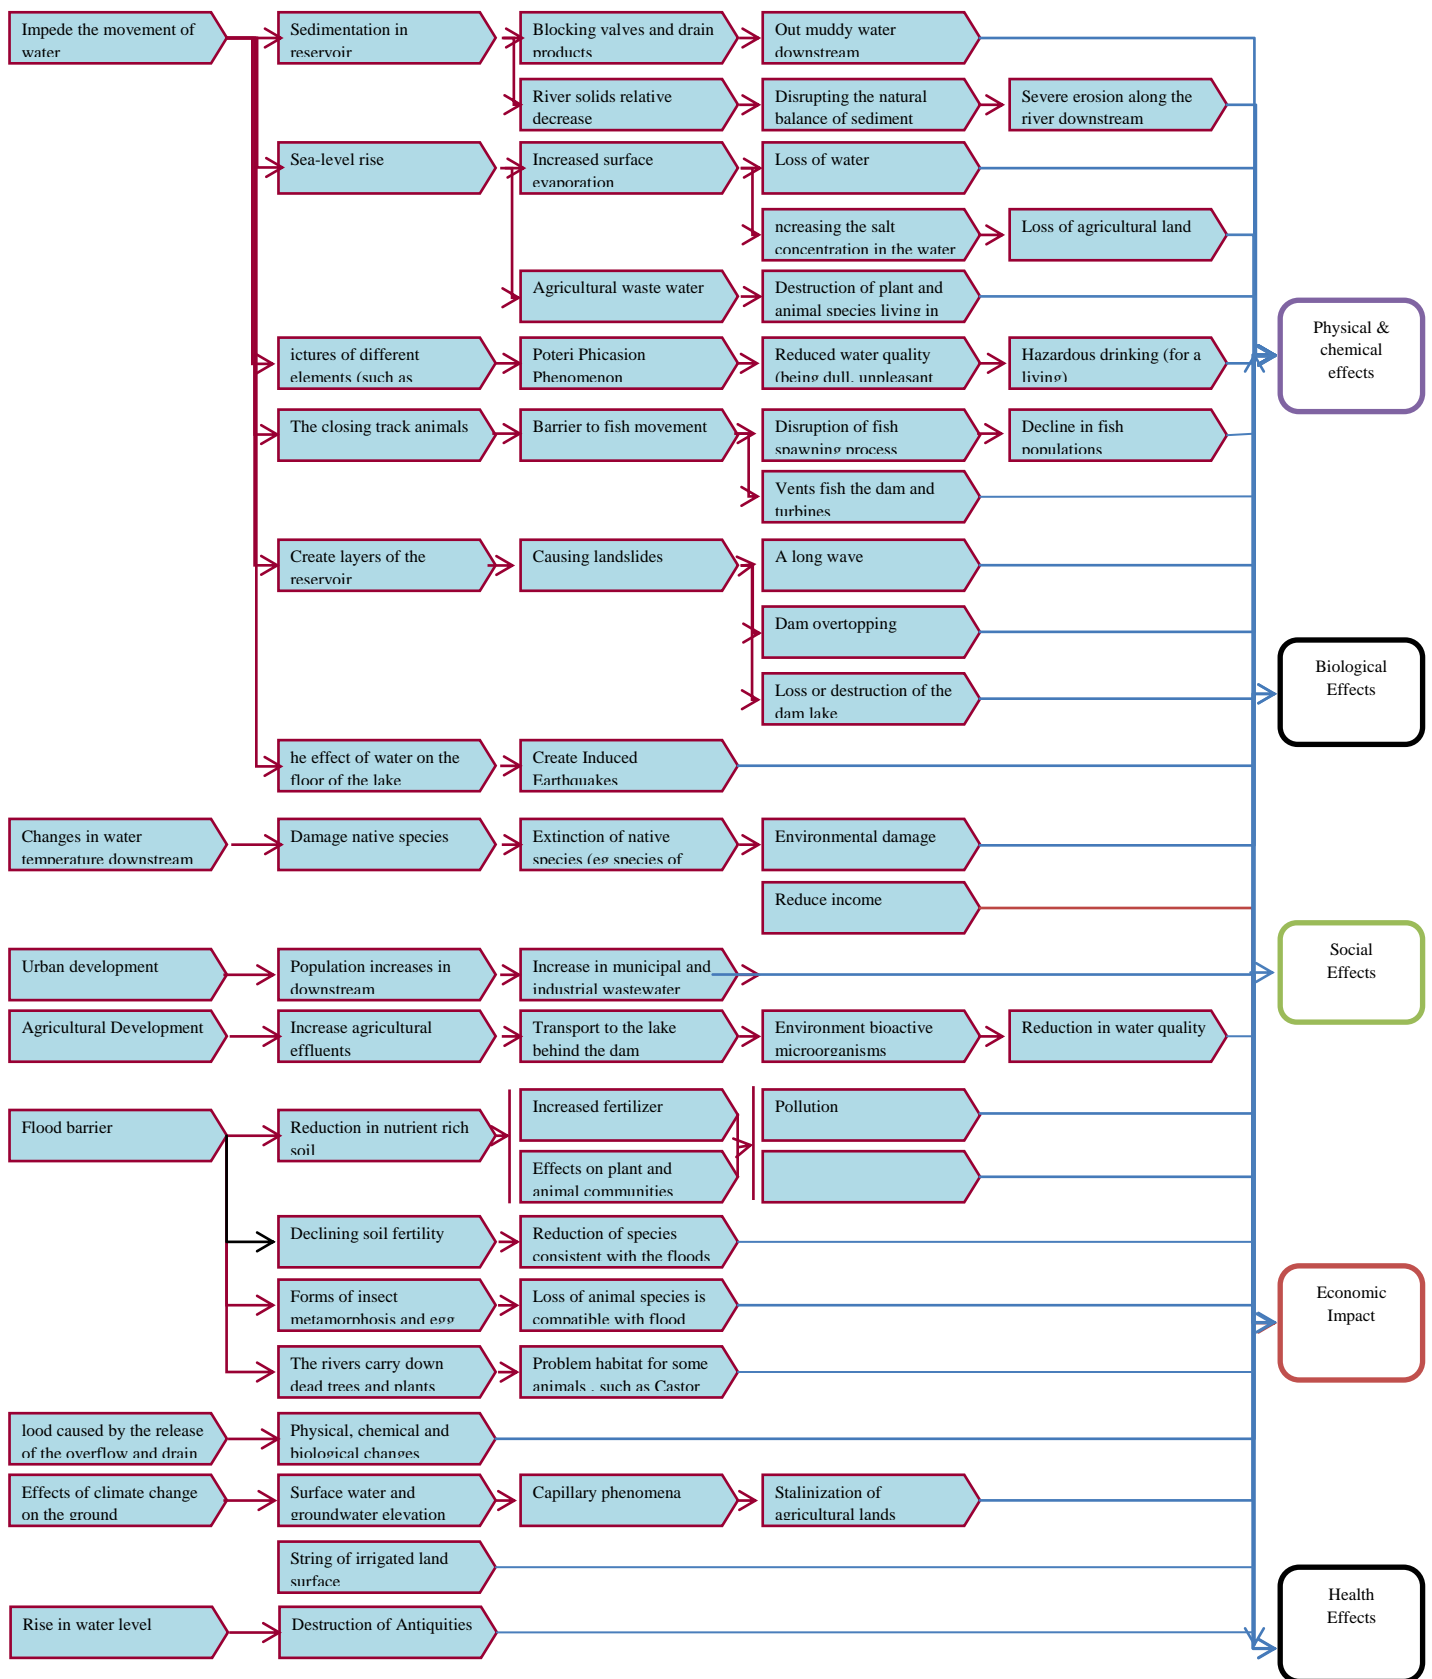 Impede the movement of
water
Sedimentation in
reservoir
Blocking valves and drain
products
Out muddy water
downstream
River solids relative
decrease
Disrupting the natural
balance of sediment
Severe erosion along the
river downstream
Sea-level rise
Increased surface
evaporation
Loss of water
ncreasing the salt
concentration in the water
Loss of agricultural land
Agricultural waste water
Destruction of plant and
animal species living in
ictures of different
elements (such as
Poteri Phicasion
Phenomenon
Reduced water quality
(being dull, unpleasant
Hazardous drinking (for a
living)
Physical &
chemical
effects
The closing track animals
Barrier to fish movement
Disruption of fish
spawning process
Decline in fish
populations
Vents fish the dam and
turbines
Create layers of the
reservoir
Causing landslides
A long wave
Dam overtopping
Loss or destruction of the
dam lake
Biological
Effects
he effect of water on the
floor of the lake
Create Induced
Earthquakes
Changes in water
temperature downstream
Damage native species
Extinction of native
species (eg species of
Environmental damage
Reduce income
Urban development
Population increases in
downstream
Increase in municipal and
industrial wastewater
Social
Effects
Agricultural Development
Increase agricultural
effluents
Transport to the lake
behind the dam
Environment bioactive
microorganisms
Reduction in water quality
Flood barrier
Reduction in nutrient rich
soil
Increased fertilizer
Pollution
Effects on plant and
animal communities
Declining soil fertility
Reduction of species
consistent with the floods
Forms of insect
metamorphosis and egg
Loss of animal species is
compatible with flood
Economic
Impact
The rivers carry down
dead trees and plants
Problem habitat for some
animals , such as Castor
lood caused by the release
of the overflow and drain
Physical, chemical and
biological changes
Effects of climate change
on the ground
Surface water and
groundwater elevation
Capillary phenomena
Stalinization of
agricultural lands
String of irrigated land
surface
Rise in water level
Destruction of Antiquities
Health
Effects